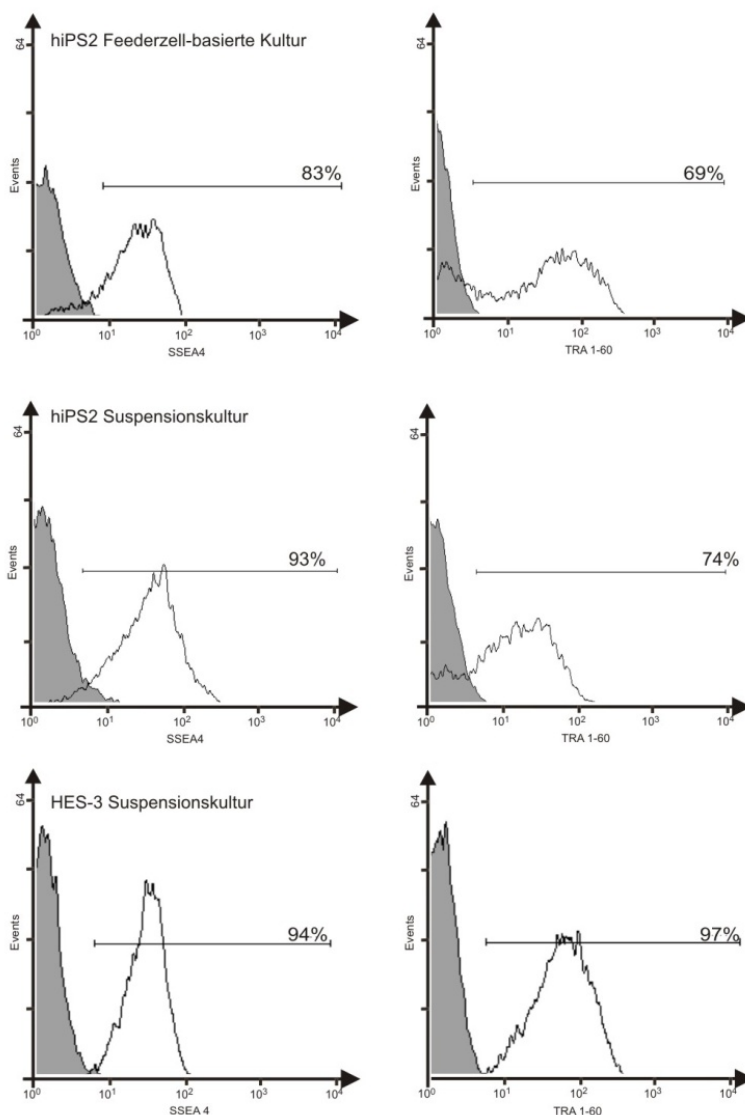 hiPS2 Feederzell-basierte Kultur
64
Events
83%
10⁰ 10¹ 10² 10³ 10⁴
SSEA4
64
Events
69%
10⁰ 10¹ 10² 10³ 10⁴
TRA 1-60
hiPS2 Suspensionskultur
64
Events
93%
10⁰ 10¹ 10² 10³ 10⁴
SSEA4
64
Events
74%
10⁰ 10¹ 10² 10³ 10⁴
TRA 1-60
HES-3 Suspensionskultur
64
Events
94%
10⁰ 10¹ 10² 10³ 10⁴
SSEA 4
64
Events
97%
10⁰ 10¹ 10² 10³ 10⁴
TRA 1-60